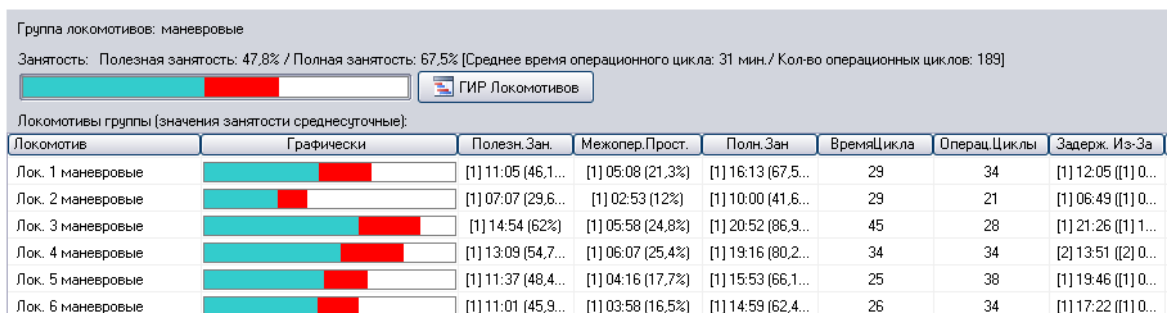 Группа локомотивов: маневровые
Занятость: Полезная занятость: 47,8% / Полная занятость: 67,5% [Среднее время операционного цикла: 31 мин./ Кол-во операционных циклов: 189]
ГИР Локомотивов
Локомотивы группы (значения занятости среднесуточные):
Локомотив Графически Полезн.Зан. Межопер.Прост. Полн.Зан ВремяЦикла Операц.Циклы Задерж. Из-За
Лок. 1 маневровые [1] 11:05 (46,1... [1] 05:08 (21,3%) [1] 16:13 (67,5... 29 34 [1] 12:05 ([1] 0...
Лок. 2 маневровые [1] 07:07 (29,6... [1] 02:53 (12%) [1] 10:00 (41,6... 29 21 [1] 06:49 ([1] 0...
Лок. 3 маневровые [1] 14:54 (62%) [1] 05:58 (24,8%) [1] 20:52 (86,9... 45 28 [1] 21:26 ([1] 1...
Лок. 4 маневровые [1] 13:09 (54,7... [1] 06:07 (25,4%) [1] 19:16 (80,2... 34 34 [2] 13:51 ([2] 0...
Лок. 5 маневровые [1] 11:37 (48,4... [1] 04:16 (17,7%) [1] 15:53 (66,1... 25 38 [1] 19:46 ([1] 0...
Лок. 6 маневровые [1] 11:01 (45,9... [1] 03:58 (16,5%) [1] 14:59 (62,4... 26 34 [1] 17:22 ([1] 0...